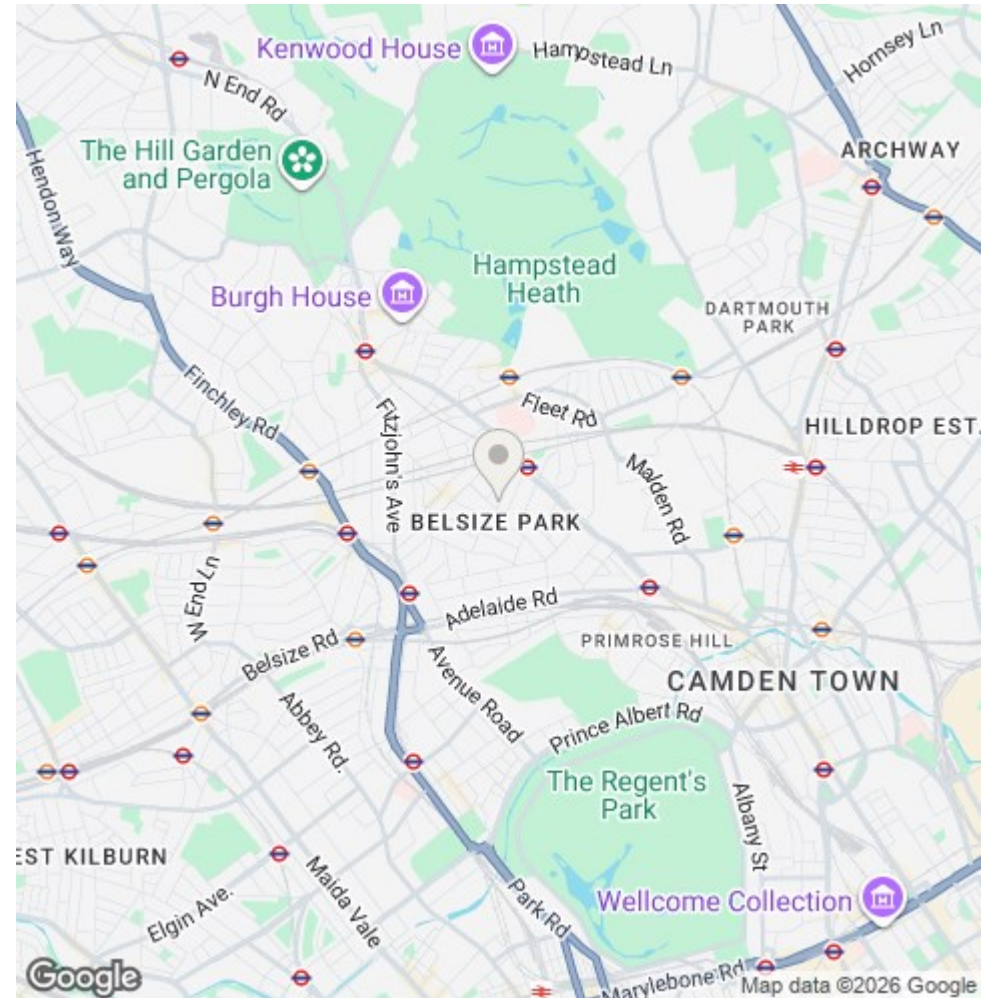 Kenwood House
Hampstead Ln
Hornsey Ln
N End Rd
The Hill Garden
and Pergola
ARCHWAY
Hendon Way
Hampstead
Heath
Burgh House
DARTMOUTH
PARK
Finchley Rd
Fitzjohn's Ave
Fleet Rd
HILLDROP EST.
Malden Rd
BELSIZE PARK
W End Ln
Adelaide Rd
Belsize Rd
PRIMROSE HILL
Avenue Road
CAMDEN TOWN
Abbey Rd.
Prince Albert Rd
The Regent's
Park
Albany St
EST KILBURN
Maida Vale
Park Rd
Wellcome Collection
Elgin Ave.
Marylebone Rd
Google
Map data ©2026 Google